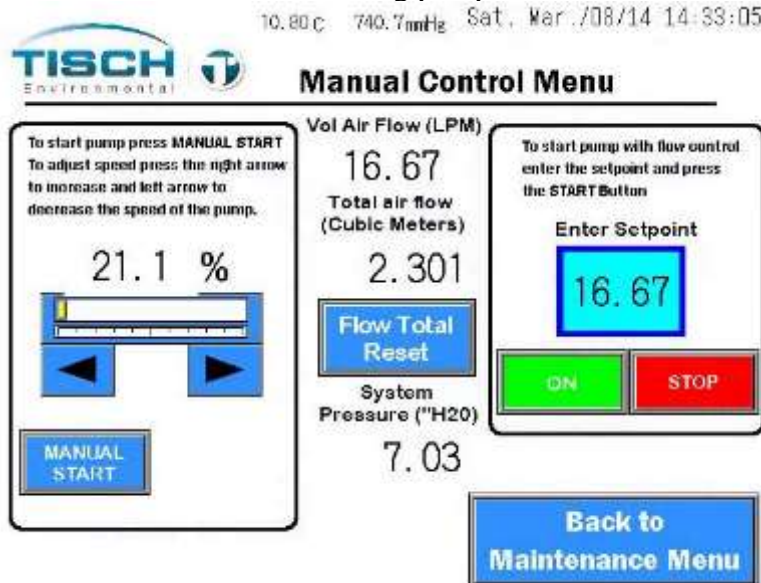 10.80 C 740.7mmHg Sat. Mar./08/14 14:33:05
TISCH
Environmental
Manual Control Menu
To start pump press MANUAL START
To adjust speed press the right arrow
to increase and left arrow to
decrease the speed of the pump.
21.1 %
MANUAL
START
Vol Air Flow (LPM)
16.67
Total air flow
(Cubic Meters)
2.301
Flow Total
Reset
System
Pressure ("H20)
7.03
To start pump with flow control
enter the setpoint and press
the START Button
Enter Setpoint
16.67
ON
STOP
Back to
Maintenance Menu